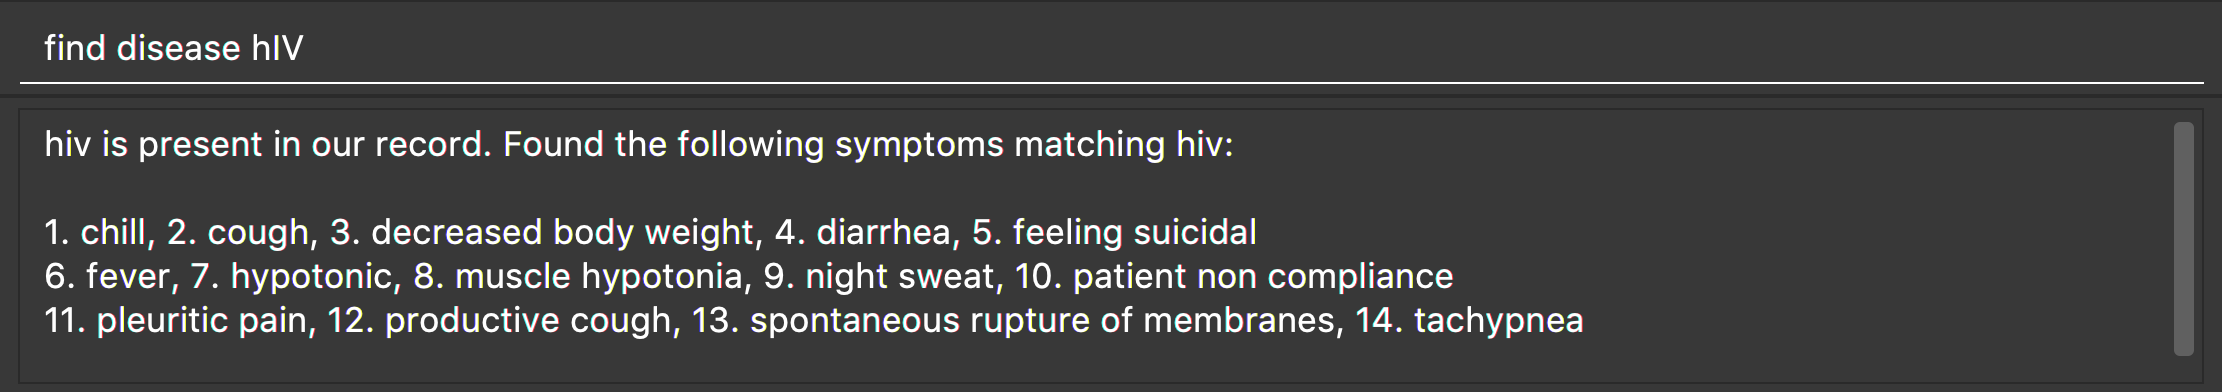 find disease hIV
hiv is present in our record. Found the following symptoms matching hiv:
1. chill, 2. cough, 3. decreased body weight, 4. diarrhea, 5. feeling suicidal
6. fever, 7. hypotonic, 8. muscle hypotonia, 9. night sweat, 10. patient non compliance
11. pleuritic pain, 12. productive cough, 13. spontaneous rupture of membranes, 14. tachypnea